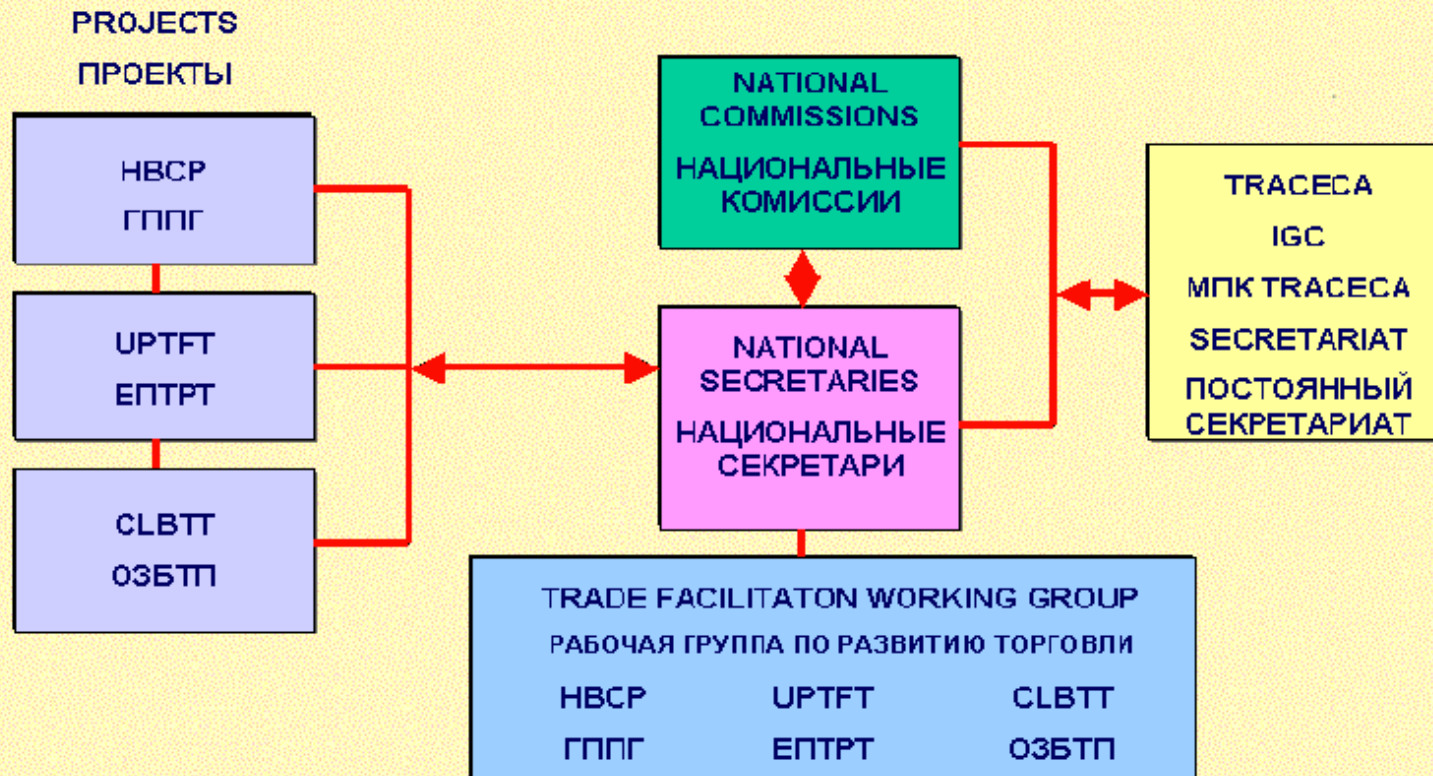 PROJECTS
ПРОЕКТЫ
HBCP
ГППГ
UPTFT
ЕПТРТ
CLBTT
ОЗБТП
NATIONAL
COMMISSIONS
НАЦИОНАЛЬНЫЕ
КОМИССИИ
NATIONAL
SECRETARIES
НАЦИОНАЛЬНЫЕ
СЕКРЕТАРИ
TRACECA
IGC
МПК TRACECA
SECRETARIAT
ПОСТОЯННЫЙ
СЕКРЕТАРИАТ
TRADE FACILITATON WORKING GROUP
РАБОЧАЯ ГРУППА ПО РАЗВИТИЮ ТОРГОВЛИ
HBCP UPTFT CLBTT
ГППГ ЕПТРТ ОЗБТП